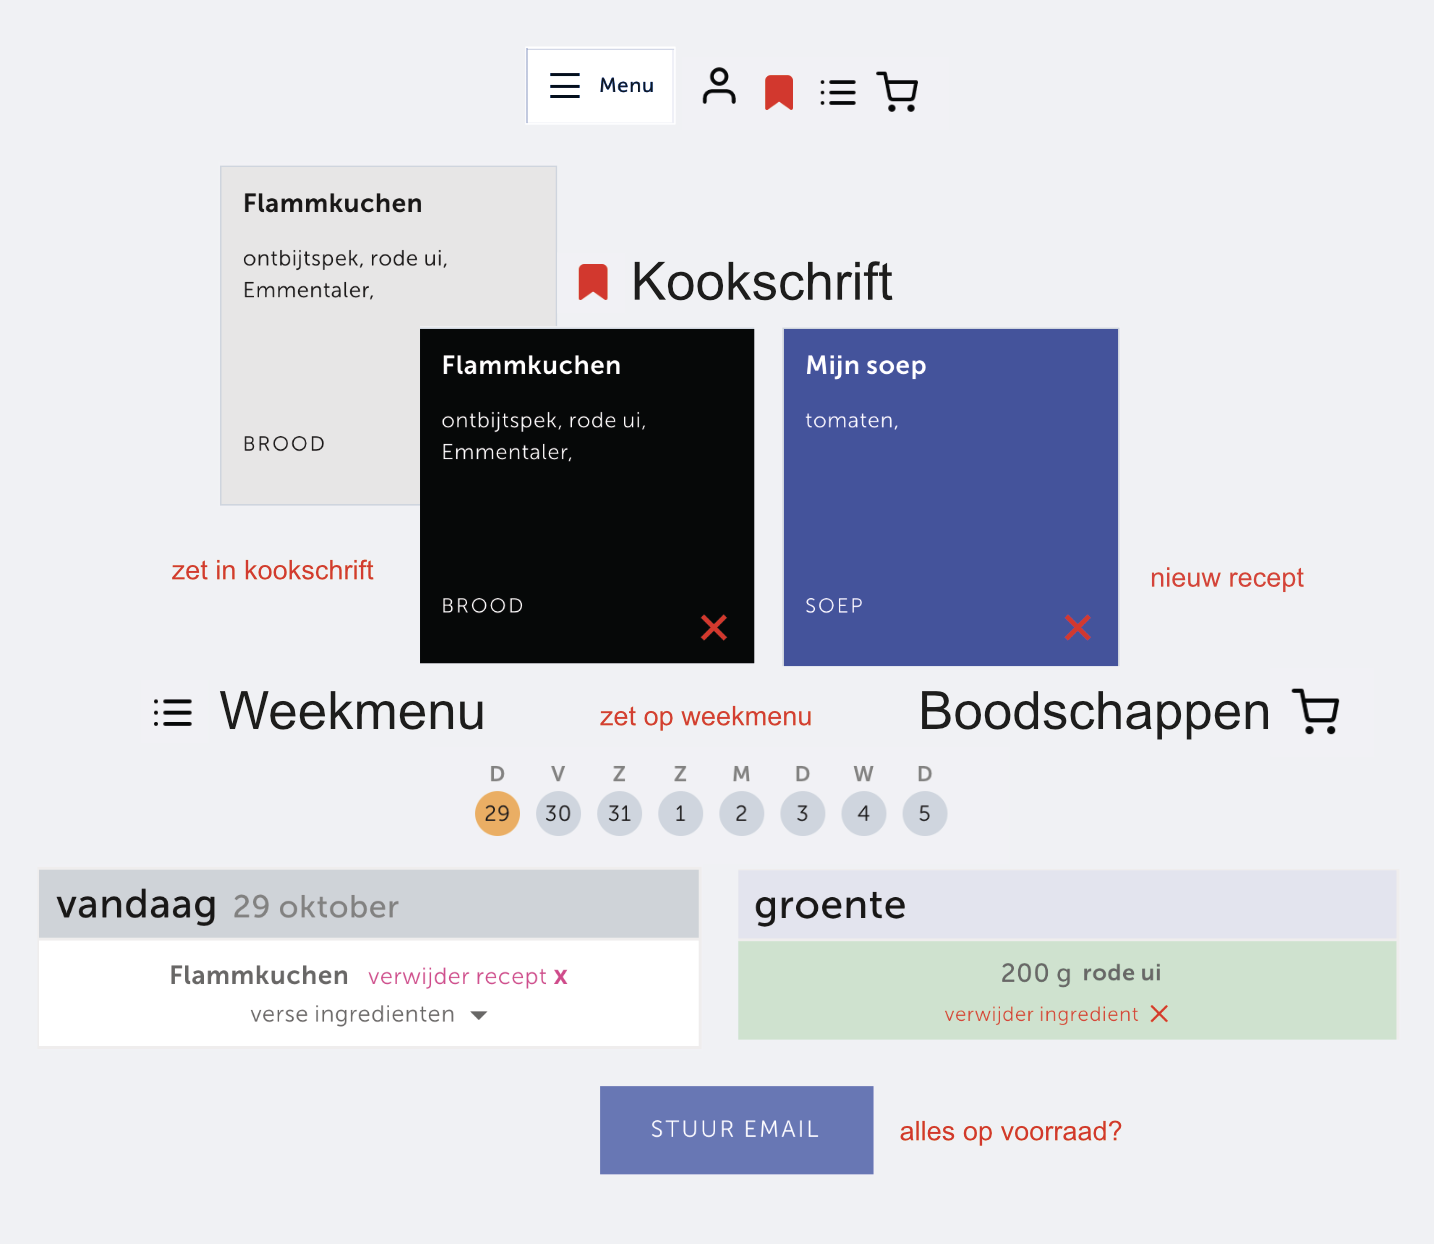 Menu
Flammkuchen
ontbijtspek, rode ui,
Emmentaler,
BROOD
Kookschrift
Flammkuchen
ontbijtspek, rode ui,
Emmentaler,
BROOD
Mijn soep
tomaten,
SOEP
zet in kookschrift
nieuw recept
Weekmenu
zet op weekmenu
Boodschappen
D V Z Z M D W D
29 30 31 1 2 3 4 5
vandaag 29 oktober
Flammkuchen verwijder recept x
verse ingredienten
groente
200 g rode ui
verwijder ingredient
STUUR EMAIL
alles op voorraad?